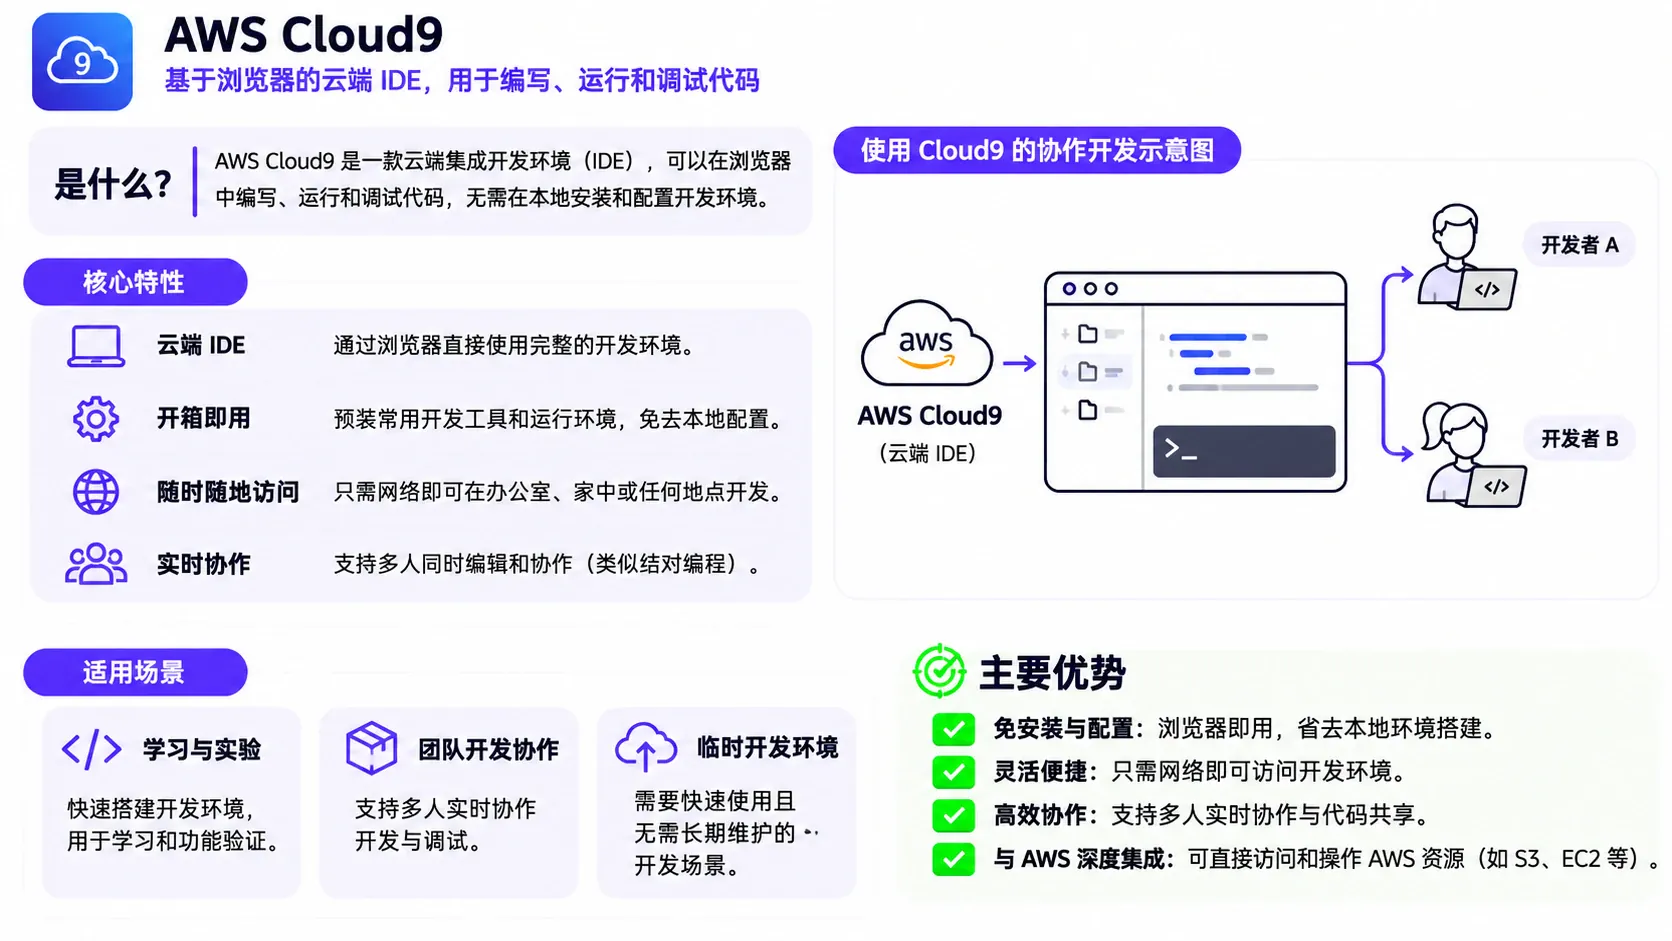 9
AWS Cloud9
基于浏览器的云端 IDE，用于编写、运行和调试代码
是什么？
AWS Cloud9 是一款云端集成开发环境（IDE），可以在浏览器
中编写、运行和调试代码，无需在本地安装和配置开发环境。
核心特性
云端 IDE
通过浏览器直接使用完整的开发环境。
开箱即用
预装常用开发工具和运行环境，免去本地配置。
随时随地访问
只需网络即可在办公室、家中或任何地点开发。
实时协作
支持多人同时编辑和协作（类似结对编程）。
使用 Cloud9 的协作开发示意图
aws
AWS Cloud9
（云端 IDE）
>_
</>
开发者 A
</>
开发者 B
适用场景
</>
学习与实验
快速搭建开发环境，
用于学习和功能验证。
团队开发协作
支持多人实时协作
开发与调试。
临时开发环境
需要快速使用且
无需长期维护的
开发场景。
主要优势
免安装与配置：浏览器即用，省去本地环境搭建。
灵活便捷：只需网络即可访问开发环境。
高效协作：支持多人实时协作与代码共享。
与 AWS 深度集成：可直接访问和操作 AWS 资源（如 S3、EC2 等）。